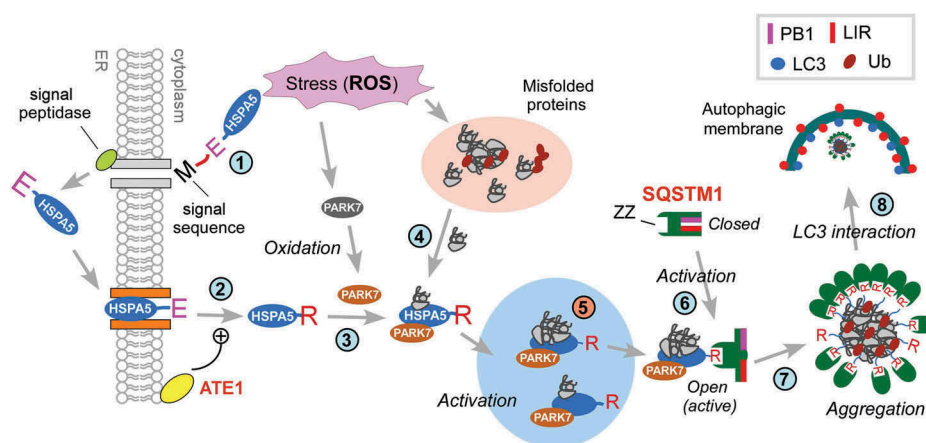 PB1
LIR
LC3
Ub
ER
cytoplasm
signal
peptidase
HSPA5
Stress (ROS)
Misfolded
proteins
Autophagic
membrane
E
M
1
signal
sequence
E
HSPA5
PARK7
Oxidation
4
SQSTM1
ZZ
Closed
8
LC3 interaction
Activation
6
HSPA5
E
2
HSPA5
R
PARK7
3
HSPA5
R
PARK7
5
PARK7
R
PARK7
R
Activation
PARK7
R
Open
(active)
7
R
R
R
R
R
R
R
R
R
R
R
R
Aggregation
ATE1
+